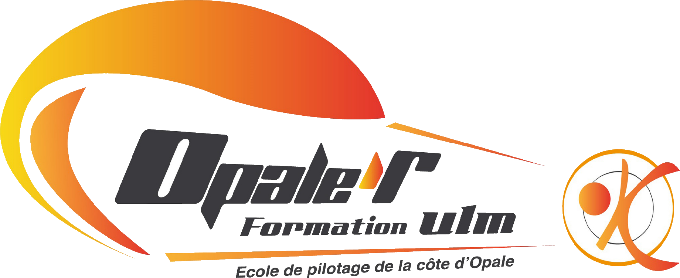 Opale'r
Formation ulm
Ecole de pilotage de la côte d'Opale